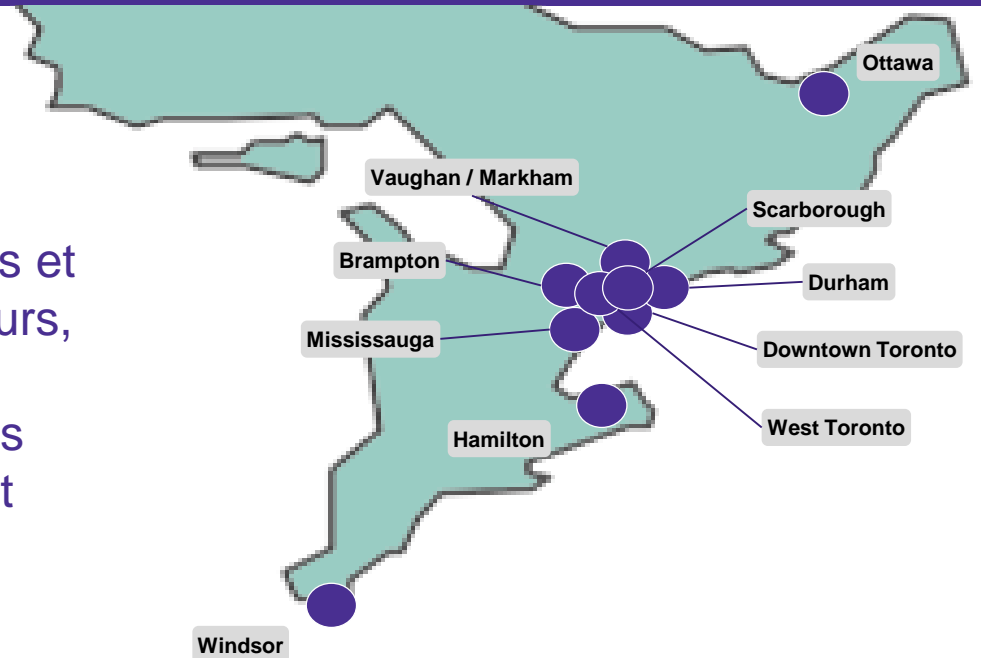 s et
urs,
s
t
Ottawa
Vaughan / Markham
Scarborough
Brampton
Durham
Mississauga
Downtown Toronto
West Toronto
Hamilton
Windsor